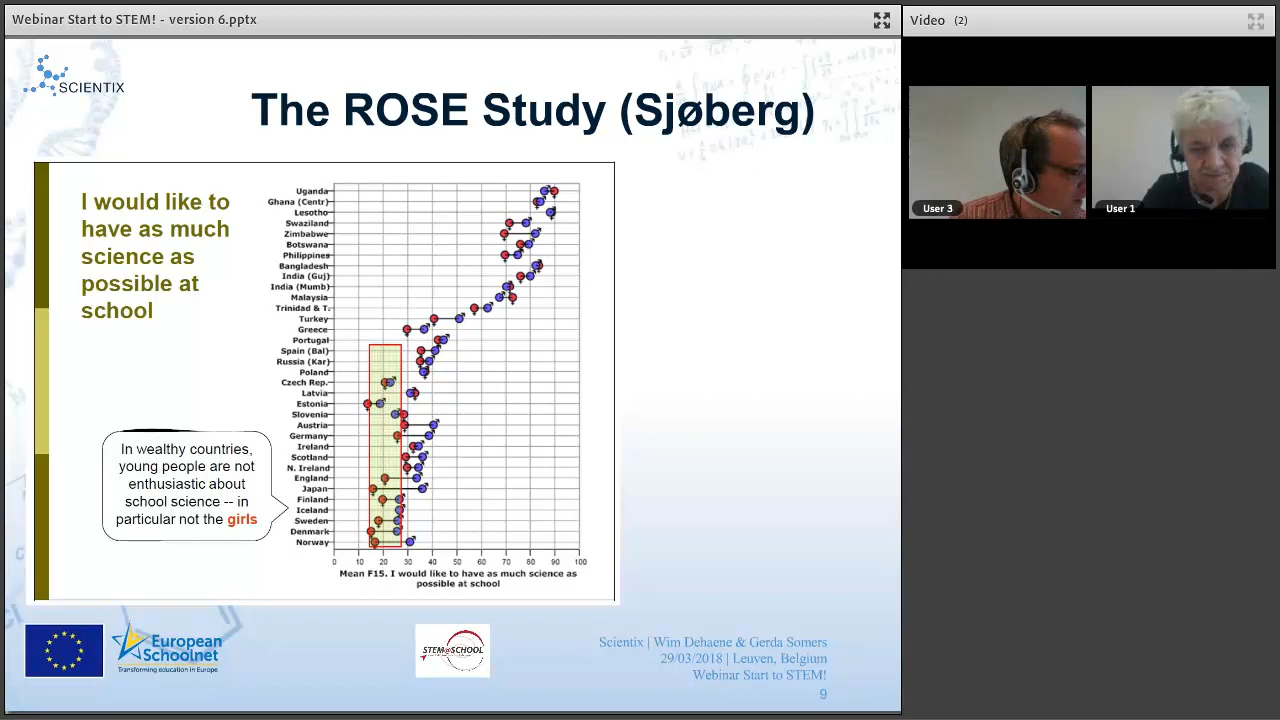 Webinar Start to STEM! - version 6.pptx
Video (2)
SCIENTIX
The ROSE Study (Sjøberg)
I would like to
have as much
science as
possible at
school
In wealthy countries,
young people are not
enthusiastic about
school science -- in
particular not the girls
Uganda
Ghana (Centr)
Lesotho
Swaziland
Zimbabwe
Botswana
Philippines
Bangladesh
India (Guj)
India (Mumb)
Malaysia
Trinidad & T.
Turkey
Greece
Portugal
Spain (Bal)
Russia (Kar)
Poland
Czech Rep.
Latvia
Estonia
Slovenia
Austria
Germany
Ireland
Scotland
N. Ireland
England
Japan
Finland
Iceland
Sweden
Denmark
Norway
0 10 20 30 40 50 60 70 80 90 100
Mean F15. I would like to have as much science as
possible at school
User 3
User 1
European
Schoolnet
Transforming education in Europe
STEM@SCHOOL
Scientix | Wim Dehaene & Gerda Somers
29/03/2018 | Leuven, Belgium
Webinar Start to STEM!
9